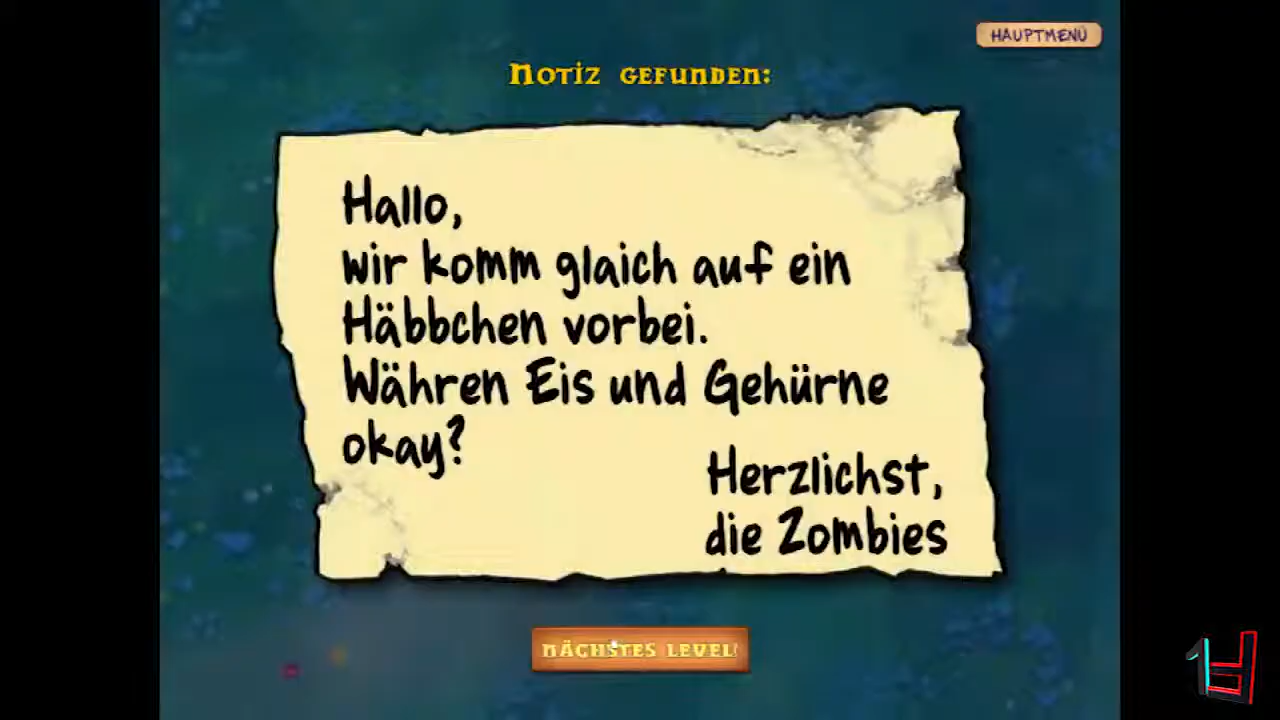 HAUPTMENÜ
Notiz gefunden:
Hallo,
wir komm glaich auf ein
Häbbchen vorbei.
Währen Eis und Gehürne
okay?
Herzlichst,
die Zombies
NÄCHSTES LEVEL!